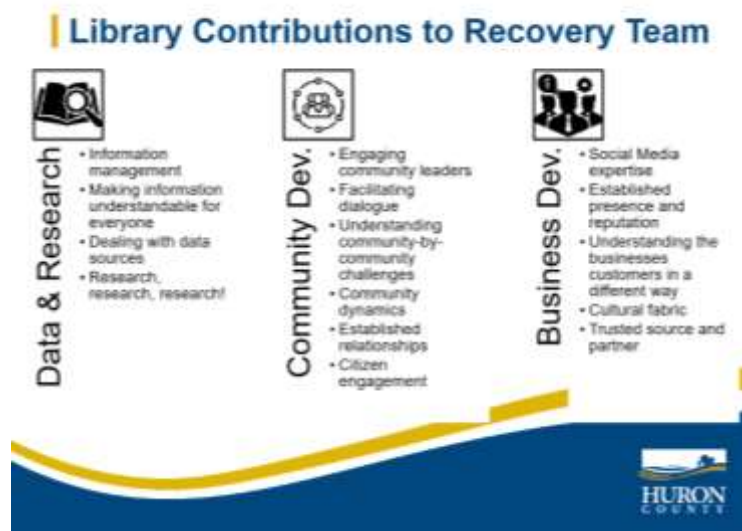 Library Contributions to Recovery Team
Data & Research
• Information
management
• Making information
understandable for
everyone
• Dealing with data
sources
• Research,
research, research!
Community Dev.
• Engaging
community leaders
• Facilitating
dialogue
• Understanding
community-by-
community
challenges
• Community
dynamics
• Established
relationships
• Citizen
engagement
Business Dev.
• Social Media
expertise
• Established
presence and
reputation
• Understanding the
businesses
customers in a
different way
• Cultural fabric
• Trusted source and
partner
HURON
COUNTY